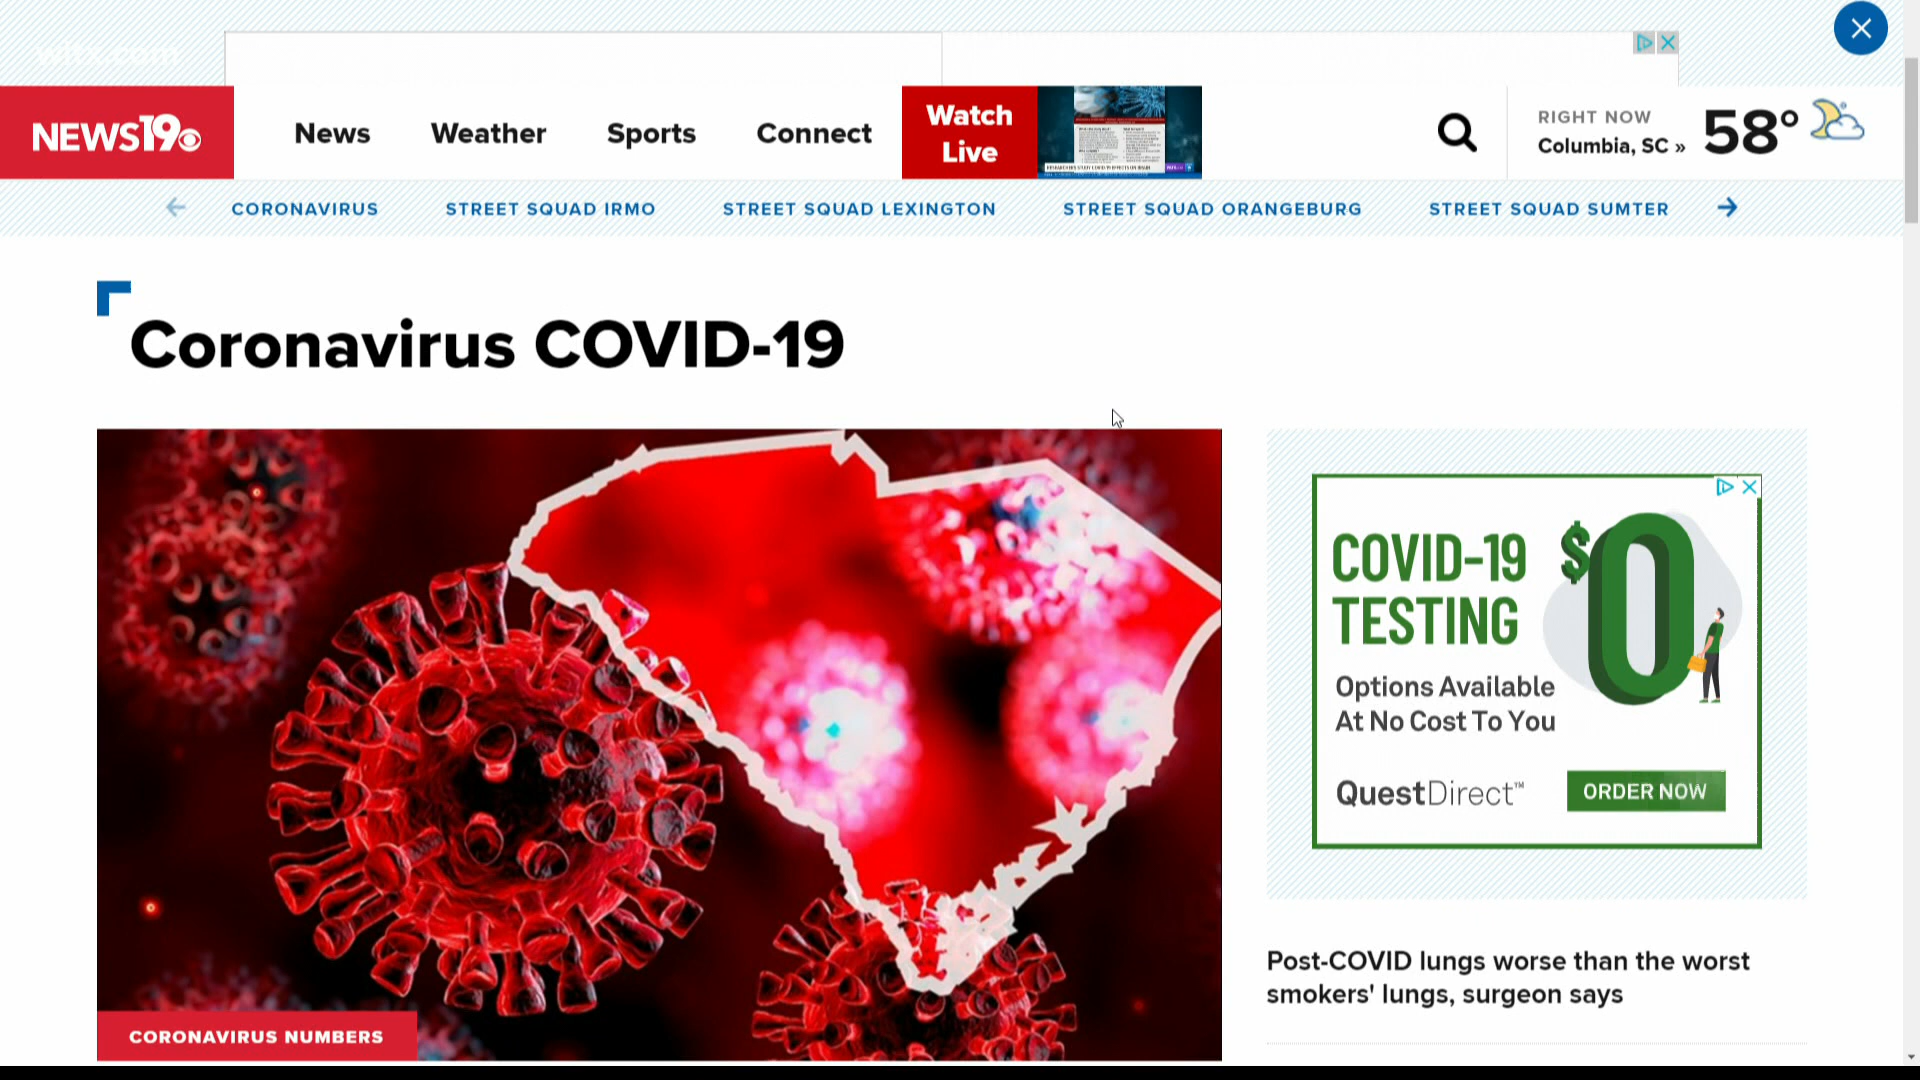 wltx.com
NEWS19
News
Weather
Sports
Connect
Watch
Live
RIGHT NOW
Columbia, SC »
58°
CORONAVIRUS
STREET SQUAD IRMO
STREET SQUAD LEXINGTON
STREET SQUAD ORANGEBURG
STREET SQUAD SUMTER
Coronavirus COVID-19
COVID-19
TESTING
$0
Options Available
At No Cost To You
QuestDirect™
ORDER NOW
Post-COVID lungs worse than the worst
smokers' lungs, surgeon says
CORONAVIRUS NUMBERS